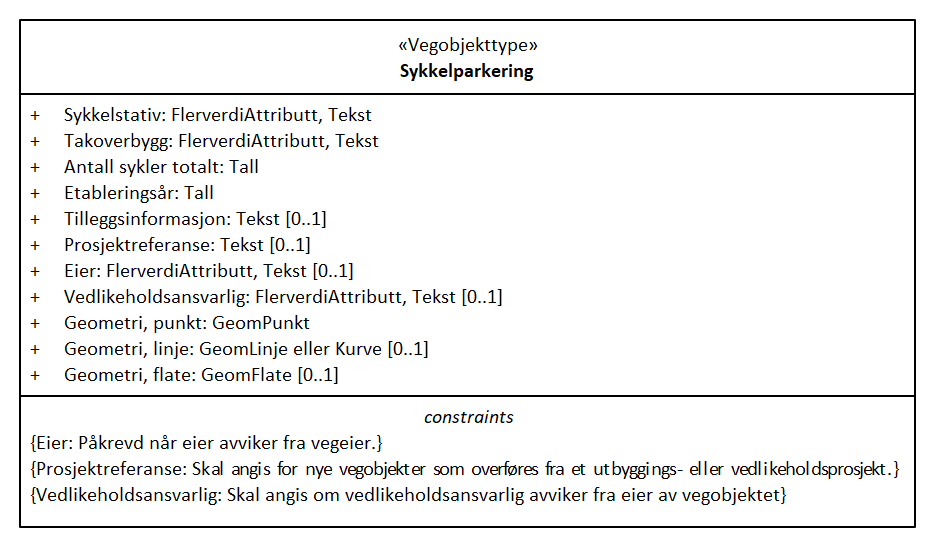 «Vegobjekttype»
Sykkelparkering
+ Sykkelstativ: FlerverdiAttributt, Tekst
+ Takoverbygg: FlerverdiAttributt, Tekst
+ Antall sykler totalt: Tall
+ Etableringsår: Tall
+ Tilleggsinformasjon: Tekst [0..1]
+ Prosjektreferanse: Tekst [0..1]
+ Eier: FlerverdiAttributt, Tekst [0..1]
+ Vedlikeholdsansvarlig: FlerverdiAttributt, Tekst [0..1]
+ Geometri, punkt: GeomPunkt
+ Geometri, linje: GeomLinje eller Kurve [0..1]
+ Geometri, flate: GeomFlate [0..1]
constraints
{Eier: Påkrevd når eier avviker fra vegeier.}
{Prosjektreferanse: Skal angis for nye vegobjekter som overføres fra et utbyggings- eller vedlikeholdsprosjekt.}
{Vedlikeholdsansvarlig: Skal angis om vedlikeholdsansvarlig avviker fra eier av vegobjektet}